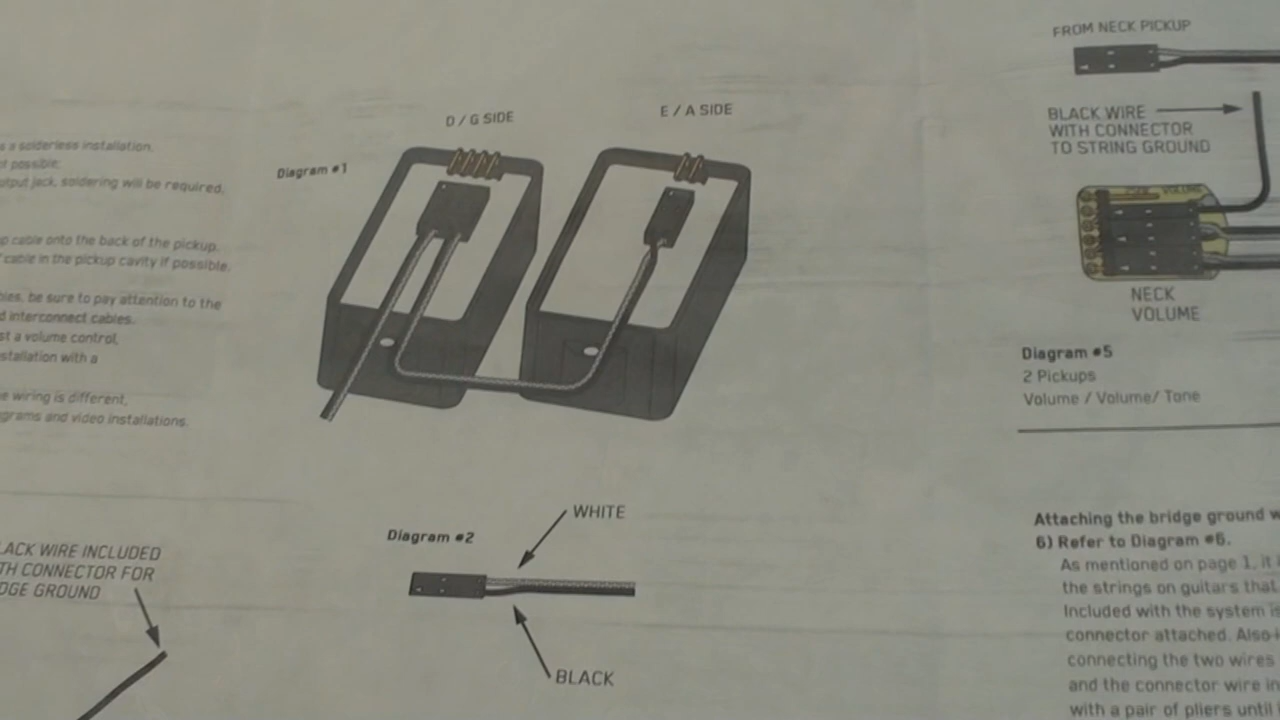 s a solderless installation.
possible;
output jack, soldering will be required.
p cable onto the back of the pickup.
cable in the pickup cavity if possible.
bles, be sure to pay attention to the
d interconnect cables.
st a volume control,
stallation with a
e wiring is different,
grams and video installations.
LACK WIRE INCLUDED
TH CONNECTOR FOR
DGE GROUND
D / G SIDE
E / A SIDE
Diagram #1
WHITE
Diagram #2
BLACK
FROM NECK PICKUP
BLACK WIRE
WITH CONNECTOR
TO STRING GROUND
VOLUME
NECK
VOLUME
Diagram #5
2 Pickups
Volume / Volume/ Tone
Attaching the bridge ground w
6) Refer to Diagram #6.
As mentioned on page 1, it
the strings on guitars that
Included with the system is
connector attached. Also
connecting the two wires
and the connector wire in
with a pair of pliers until